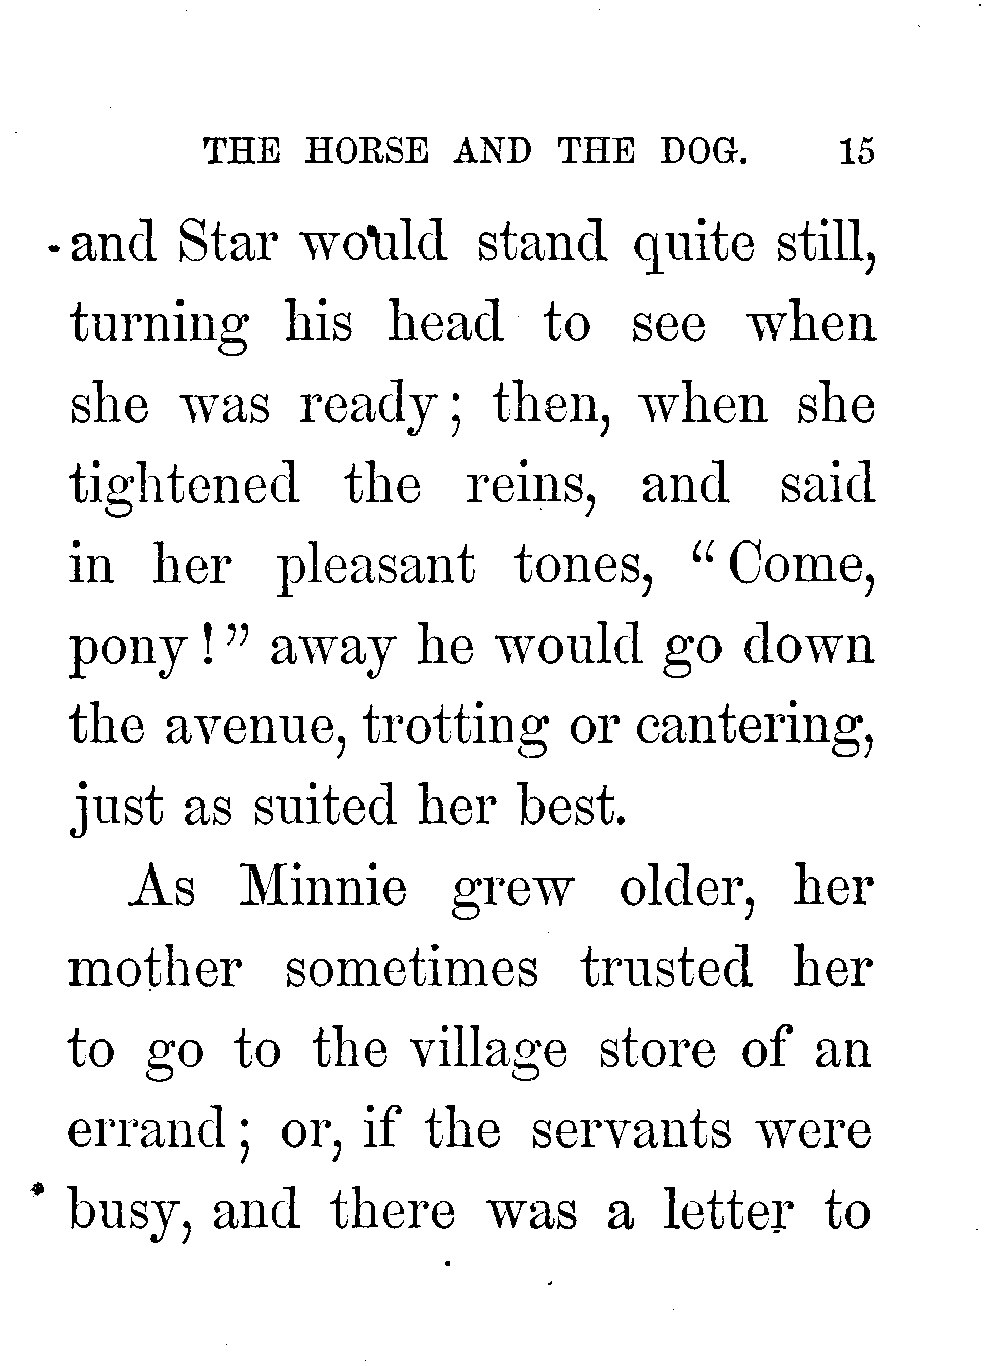 THE HORSE AND THE DOG. 15
and Star would stand quite still,
turning his head to see when
she was ready; then, when she
tightened the reins, and said
in her pleasant tones, "Come,
pony!" away he would go down
the avenue, trotting or cantering,
just as suited her best.
As Minnie grew older, her
mother sometimes trusted her
to go to the village store of an
errand; or, if the servants were
busy, and there was a letter to